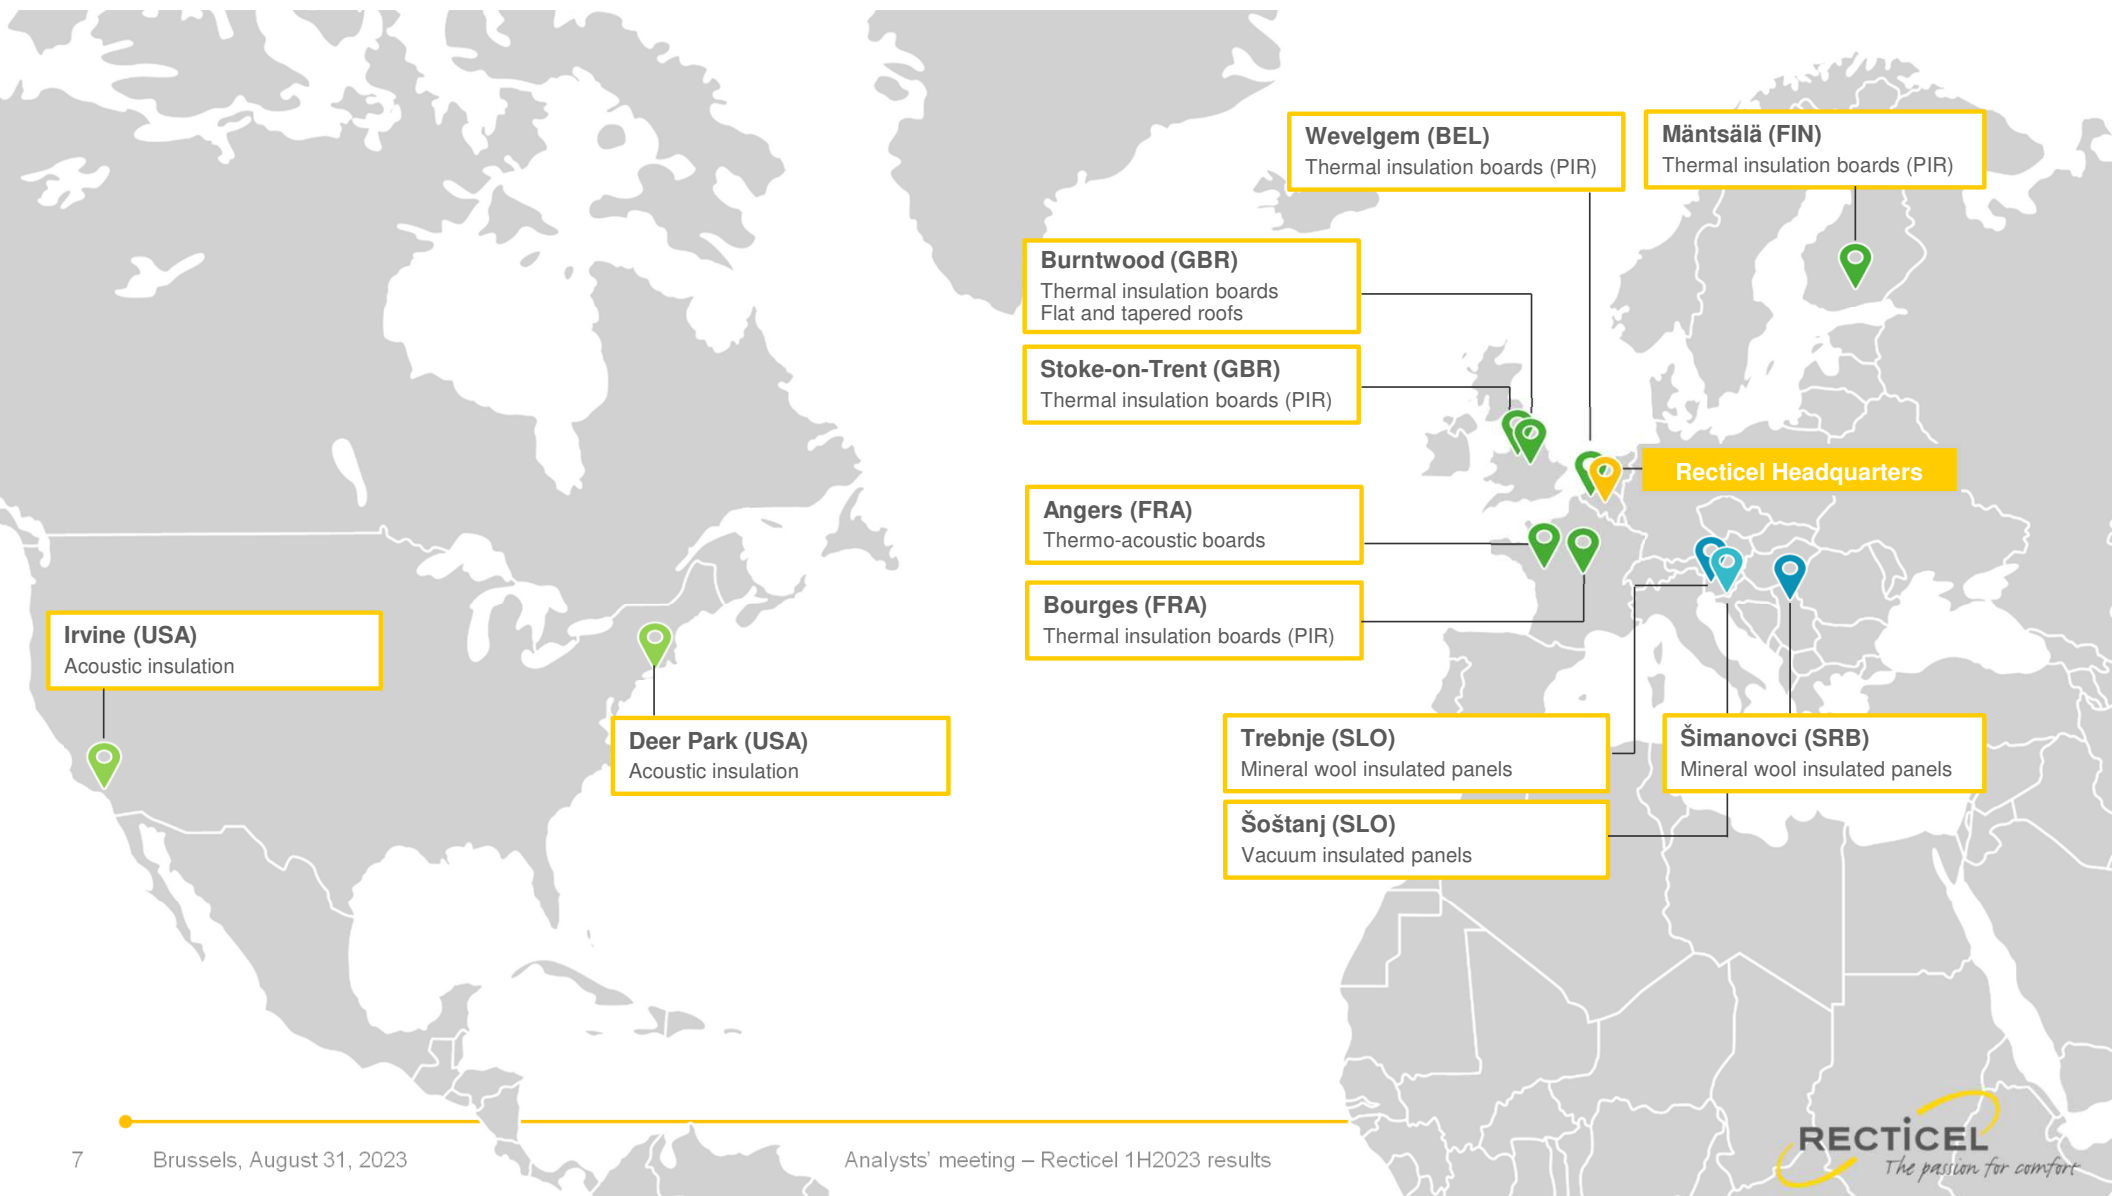 Wevelgem (BEL)
Thermal insulation boards (PIR)
Mäntsälä (FIN)
Thermal insulation boards (PIR)
Burntwood (GBR)
Thermal insulation boards
Flat and tapered roofs
Stoke-on-Trent (GBR)
Thermal insulation boards (PIR)
Recticel Headquarters
Angers (FRA)
Thermo-acoustic boards
Bourges (FRA)
Thermal insulation boards (PIR)
Irvine (USA)
Acoustic insulation
Deer Park (USA)
Acoustic insulation
Trebnje (SLO)
Mineral wool insulated panels
Šimanovci (SRB)
Mineral wool insulated panels
Šoštanj (SLO)
Vacuum insulated panels
7
Brussels, August 31, 2023
Analysts' meeting – Recticel 1H2023 results
RECTiCEL
The passion for comfort